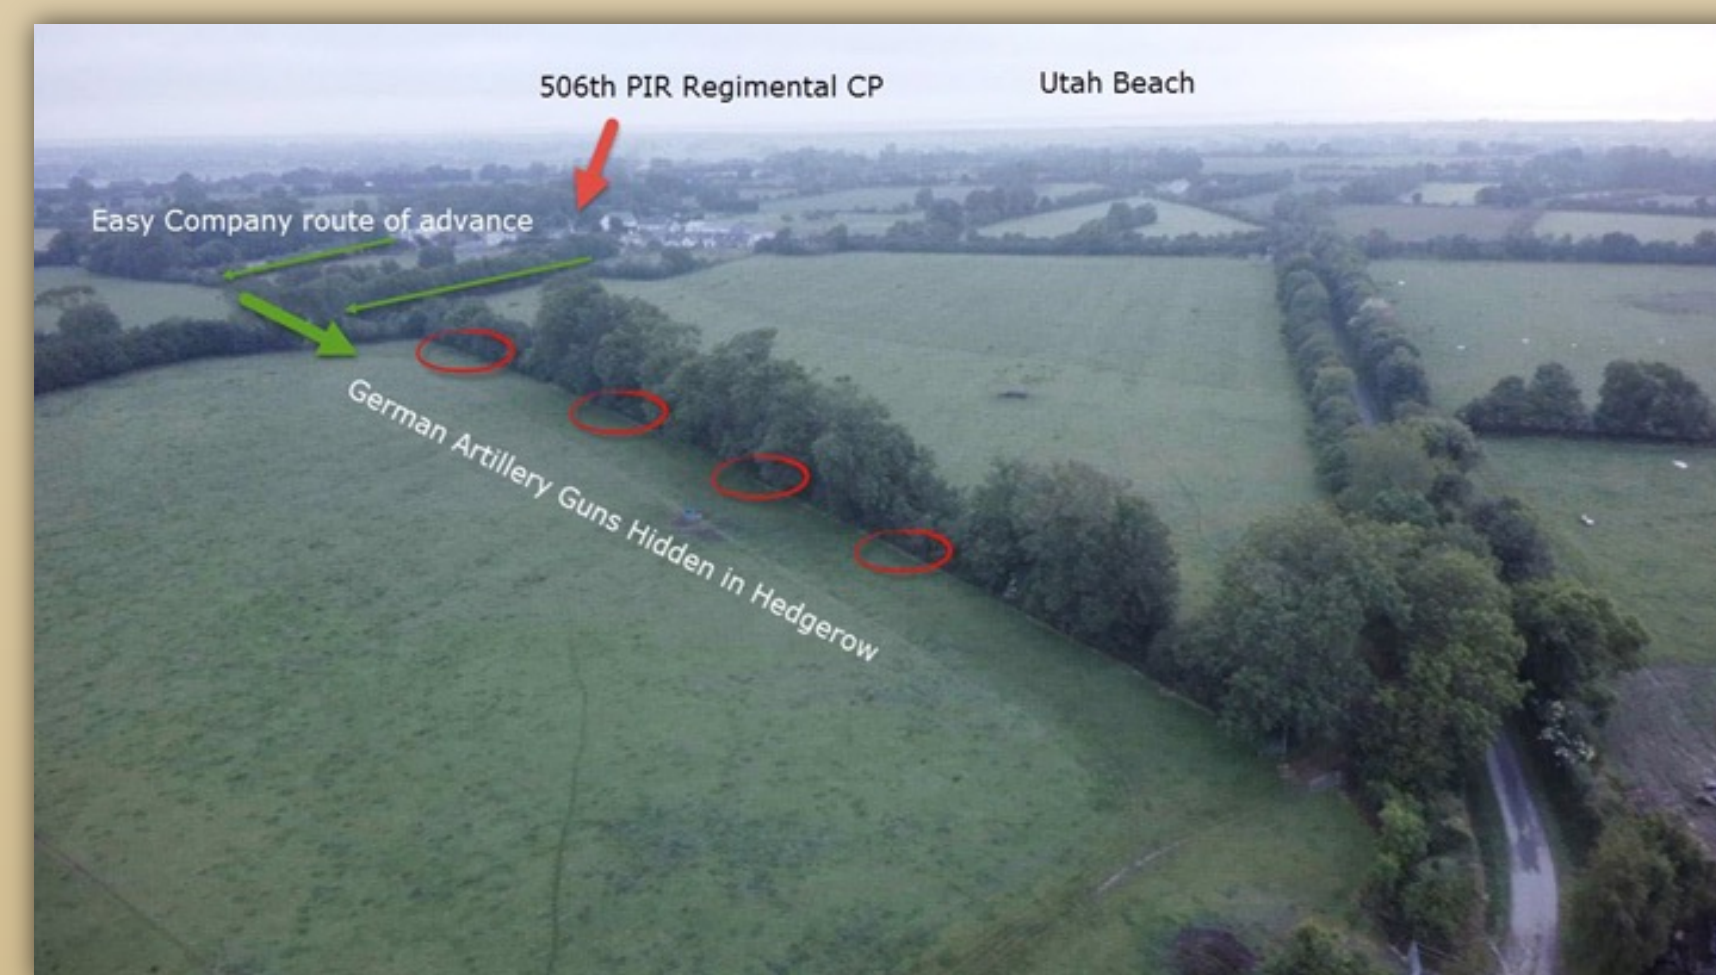 506th PIR Regimental CP
Utah Beach
Easy Company route of advance
German Artillery Guns Hidden in Hedgerow